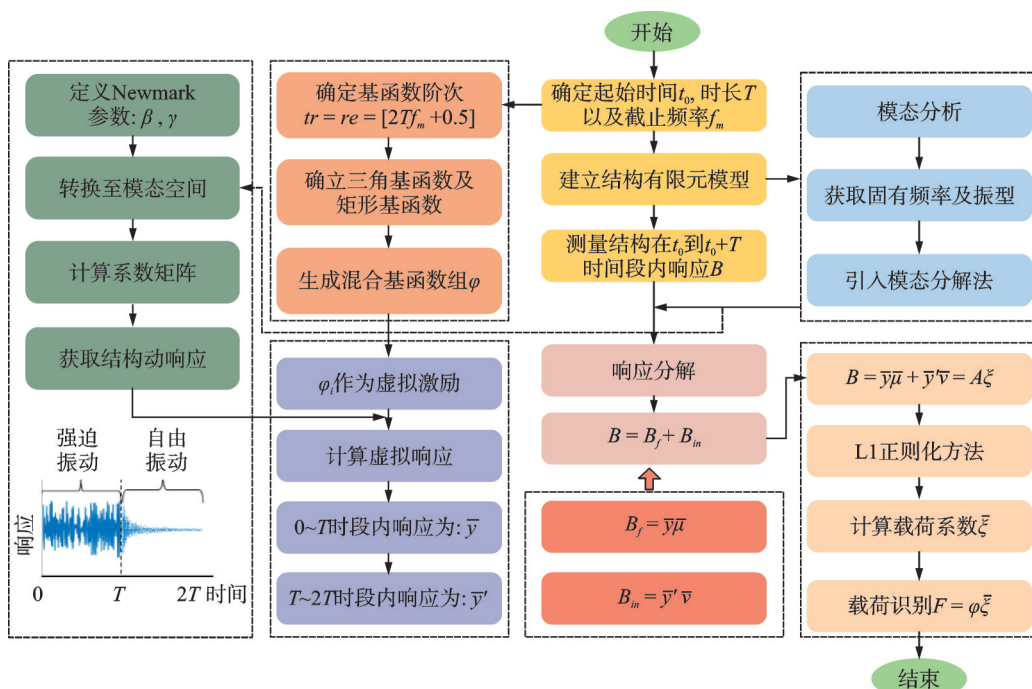 开始
定义Newmark
参数: β , γ
转换至模态空间
计算系数矩阵
获取结构动响应
强迫
振动
自由
振动
响应
0
T
2T 时间
确定基函数阶次
tr = re = [2Tf_m +0.5]
确立三角基函数及
矩形基函数
生成混合基函数组φ
φ_i作为虚拟激励
计算虚拟响应
0~T时段内响应为: y̅
T~2T时段内响应为: y̅′
确定起始时间t_0, 时长T
以及截止频率f_m
建立结构有限元模型
测量结构在t_0到t_0+T
时间段内响应B
响应分解
B = B_f + B_in
B_f = y̅μ̅
B_in = y̅′ ν̅
模态分析
获取固有频率及振型
引入模态分解法
B = y̅μ̅ + y̅′ν̅ = Aξ
L1正则化方法
计算载荷系数ξ̅
载荷识别F = φξ̅
结束